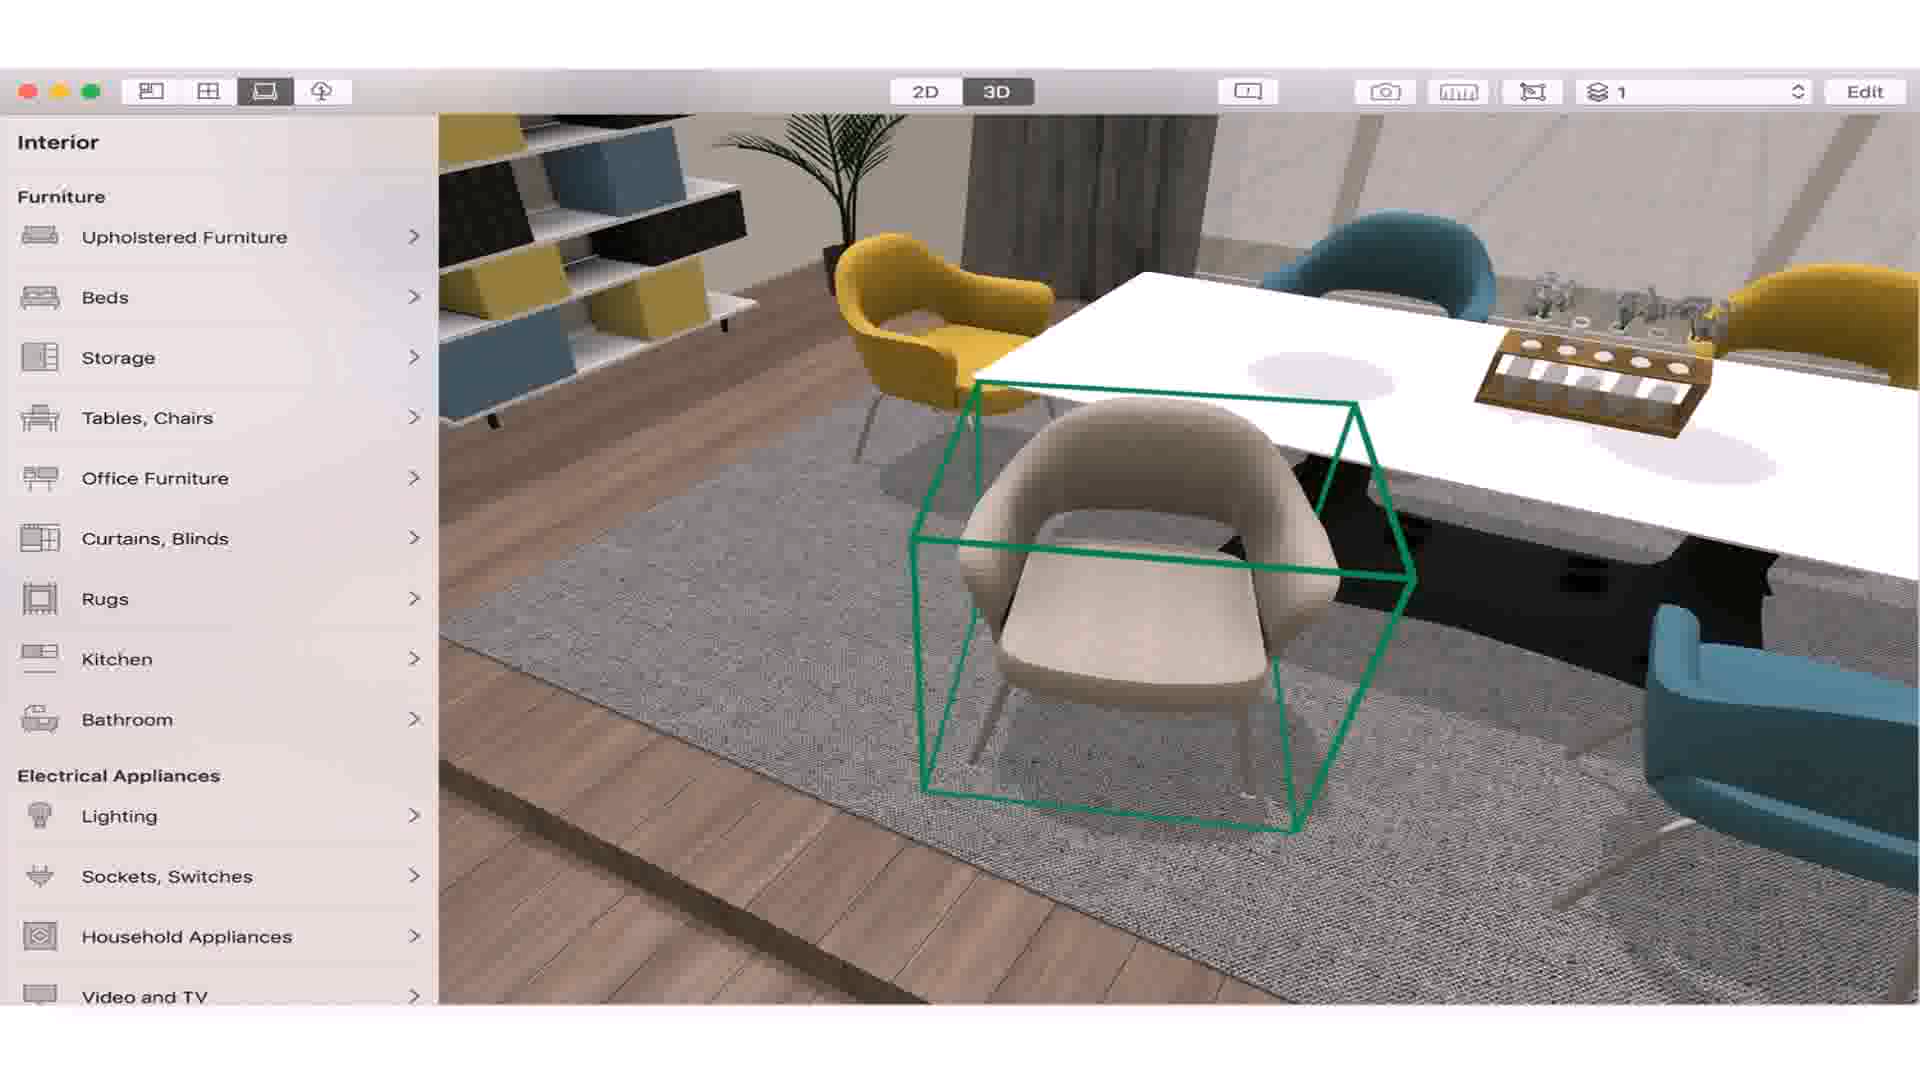 2D
3D
1
Edit
Interior
Furniture
Upholstered Furniture
Beds
Storage
Tables, Chairs
Office Furniture
Curtains, Blinds
Rugs
Kitchen
Bathroom
Electrical Appliances
Lighting
Sockets, Switches
Household Appliances
Video and TV